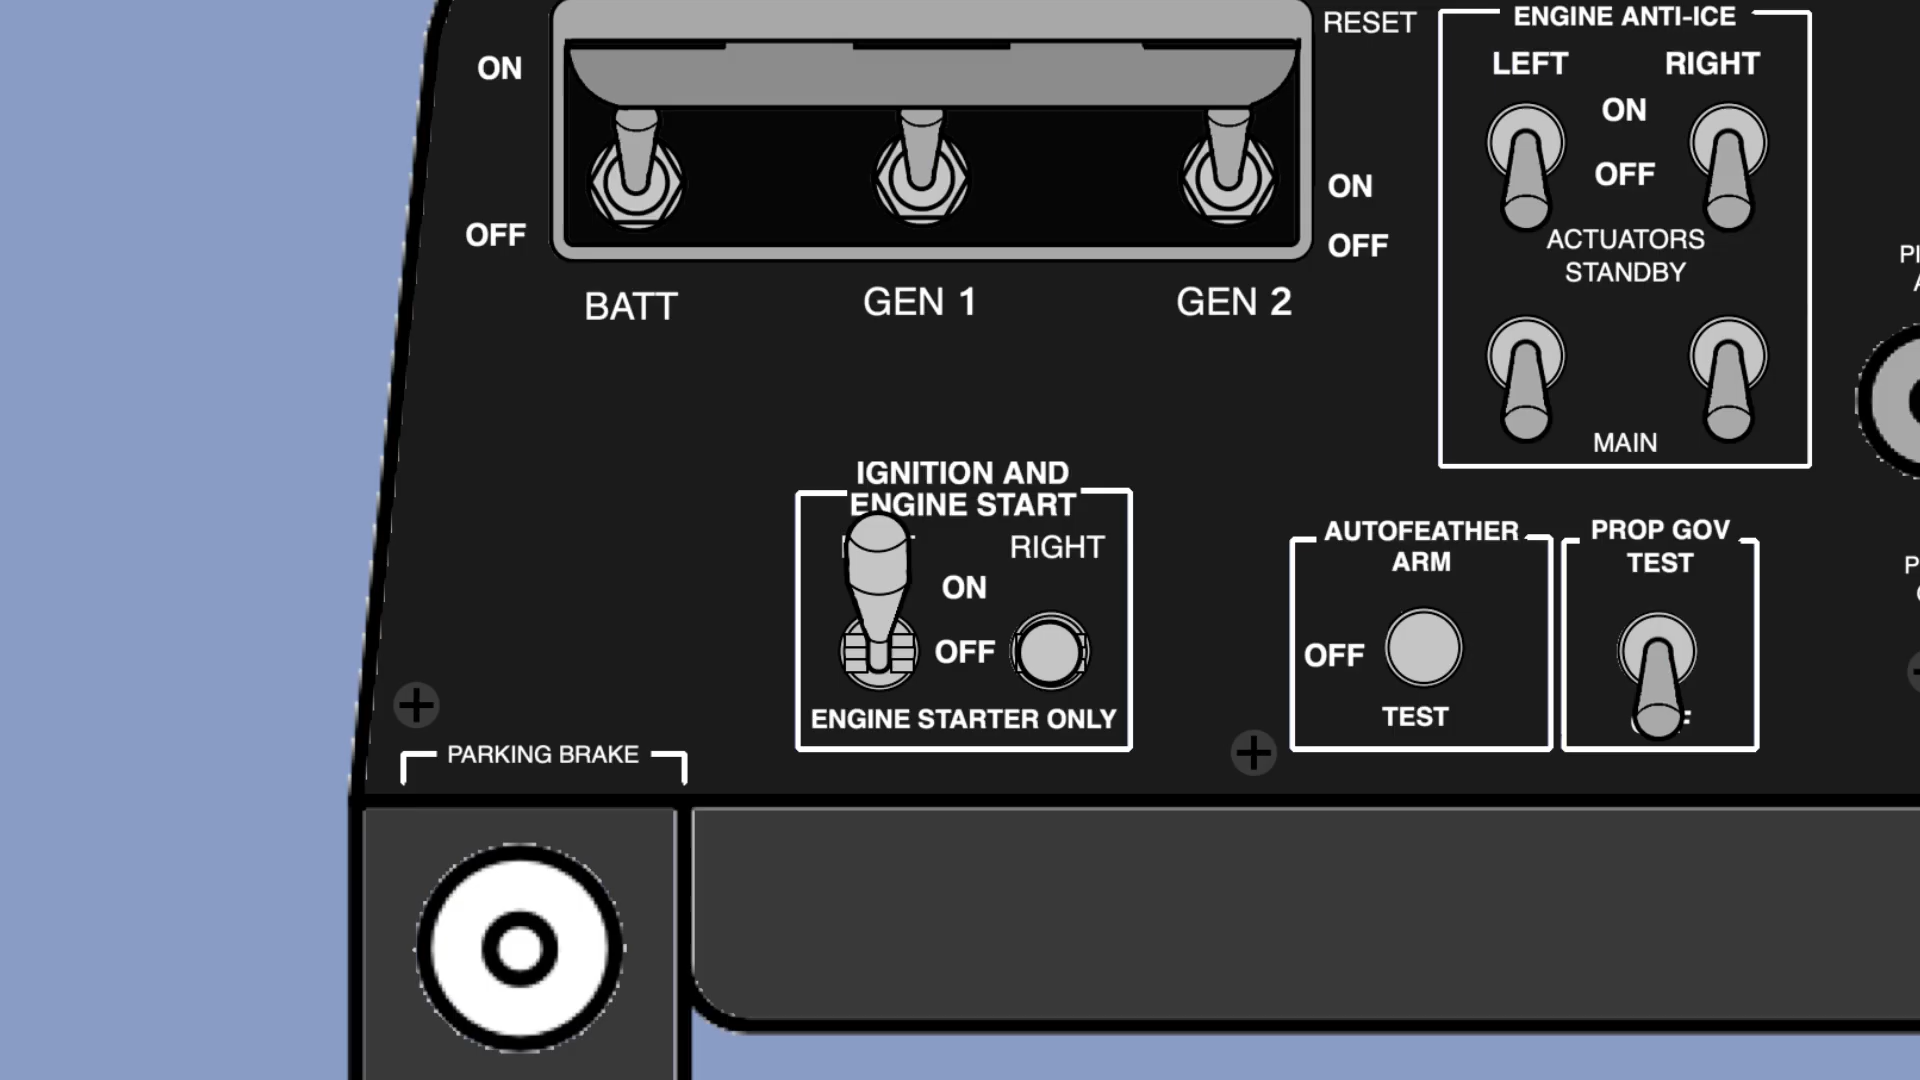 RESET
ON
OFF
ON
OFF
BATT
GEN 1
GEN 2
ENGINE ANTI-ICE
LEFT
RIGHT
ON
OFF
ACTUATORS
STANDBY
MAIN
IGNITION AND
ENGINE START
RIGHT
ON
OFF
ENGINE STARTER ONLY
AUTOFEATHER
ARM
OFF
TEST
PROP GOV
TEST
PARKING BRAKE